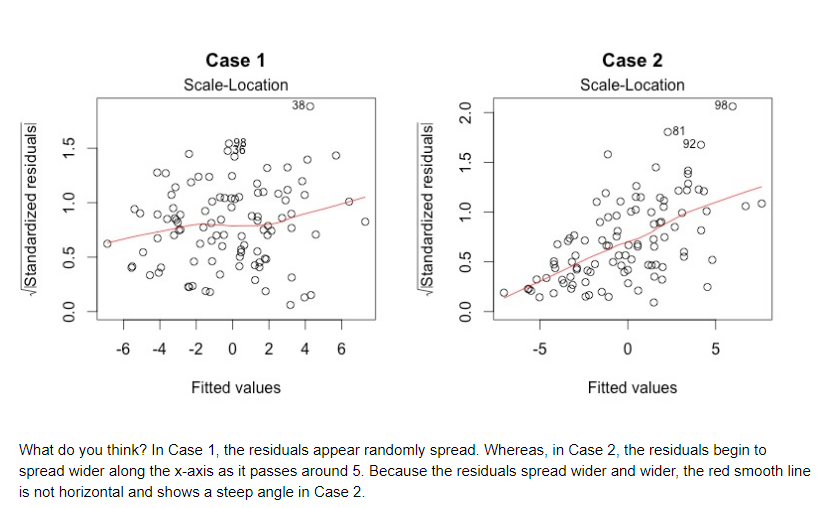 Case 1
Scale-Location
√|Standardized residuals|
0.0 0.5 1.0 1.5
38
98
36
-6 -4 -2 0 2 4 6
Fitted values
Case 2
Scale-Location
√|Standardized residuals|
0.0 0.5 1.0 1.5 2.0
98
81
92
-5 0 5
Fitted values
What do you think? In Case 1, the residuals appear randomly spread. Whereas, in Case 2, the residuals begin to
spread wider along the x-axis as it passes around 5. Because the residuals spread wider and wider, the red smooth line
is not horizontal and shows a steep angle in Case 2.